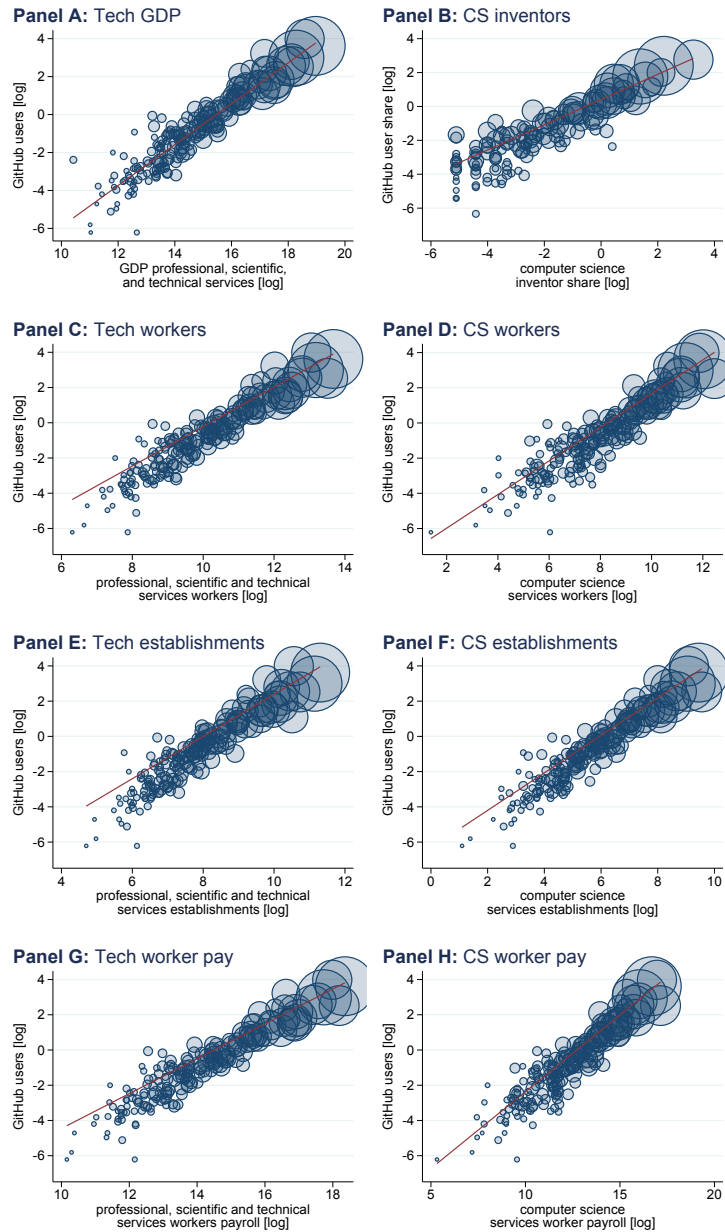 Panel A: Tech GDP
GitHub users [log]
4
2
0
-2
-4
-6
10 12 14 16 18 20
GDP professional, scientific,
and technical services [log]
Panel B: CS inventors
GitHub user share [log]
4
2
0
-2
-4
-6
-6 -4 -2 0 2 4
computer science
inventor share [log]
Panel C: Tech workers
GitHub users [log]
4
2
0
-2
-4
-6
6 8 10 12 14
professional, scientific and technical
services workers [log]
Panel D: CS workers
GitHub users [log]
4
2
0
-2
-4
-6
2 4 6 8 10 12
computer science
services workers [log]
Panel E: Tech establishments
GitHub users [log]
4
2
0
-2
-4
-6
4 6 8 10 12
professional, scientific and technical
services establishments [log]
Panel F: CS establishments
GitHub users [log]
4
2
0
-2
-4
-6
0 2 4 6 8 10
computer science
services establishments [log]
Panel G: Tech worker pay
GitHub users [log]
4
2
0
-2
-4
-6
10 12 14 16 18
professional, scientific and technical
services workers payroll [log]
Panel H: CS worker pay
GitHub users [log]
4
2
0
-2
-4
-6
5 10 15 20
computer science
services worker payroll [log]